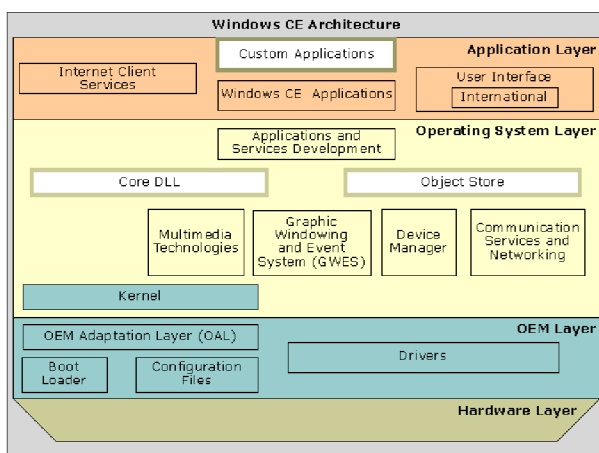 Windows CE Architecture
Application Layer
Custom Applications
Internet Client
Services
Windows CE Applications
User Interface
International
Operating System Layer
Applications and
Services Development
Core DLL
Object Store
Multimedia
Technologies
Graphic
Windowing
and Event
System (GWES)
Device
Manager
Communication
Services and
Networking
Kernel
OEM Layer
OEM Adaptation Layer (OAL)
Drivers
Boot
Loader
Configuration
Files
Hardware Layer